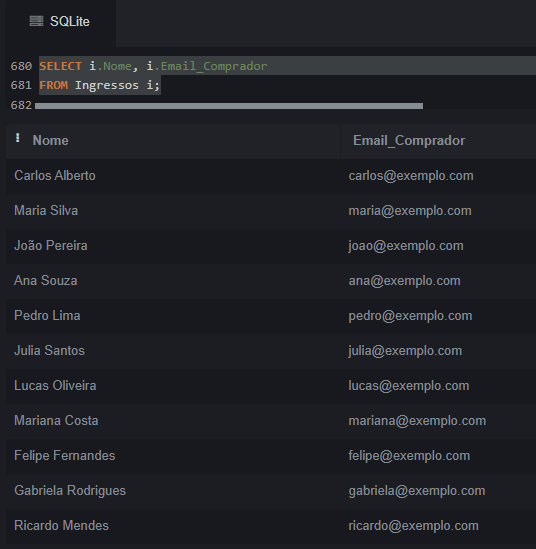 SQLite
680 SELECT i.Nome, i.Email_Comprador
681 FROM Ingressos i;
682
Nome Email_Comprador
Carlos Alberto carlos@exemplo.com
Maria Silva maria@exemplo.com
João Pereira joao@exemplo.com
Ana Souza ana@exemplo.com
Pedro Lima pedro@exemplo.com
Julia Santos julia@exemplo.com
Lucas Oliveira lucas@exemplo.com
Mariana Costa mariana@exemplo.com
Felipe Fernandes felipe@exemplo.com
Gabriela Rodrigues gabriela@exemplo.com
Ricardo Mendes ricardo@exemplo.com